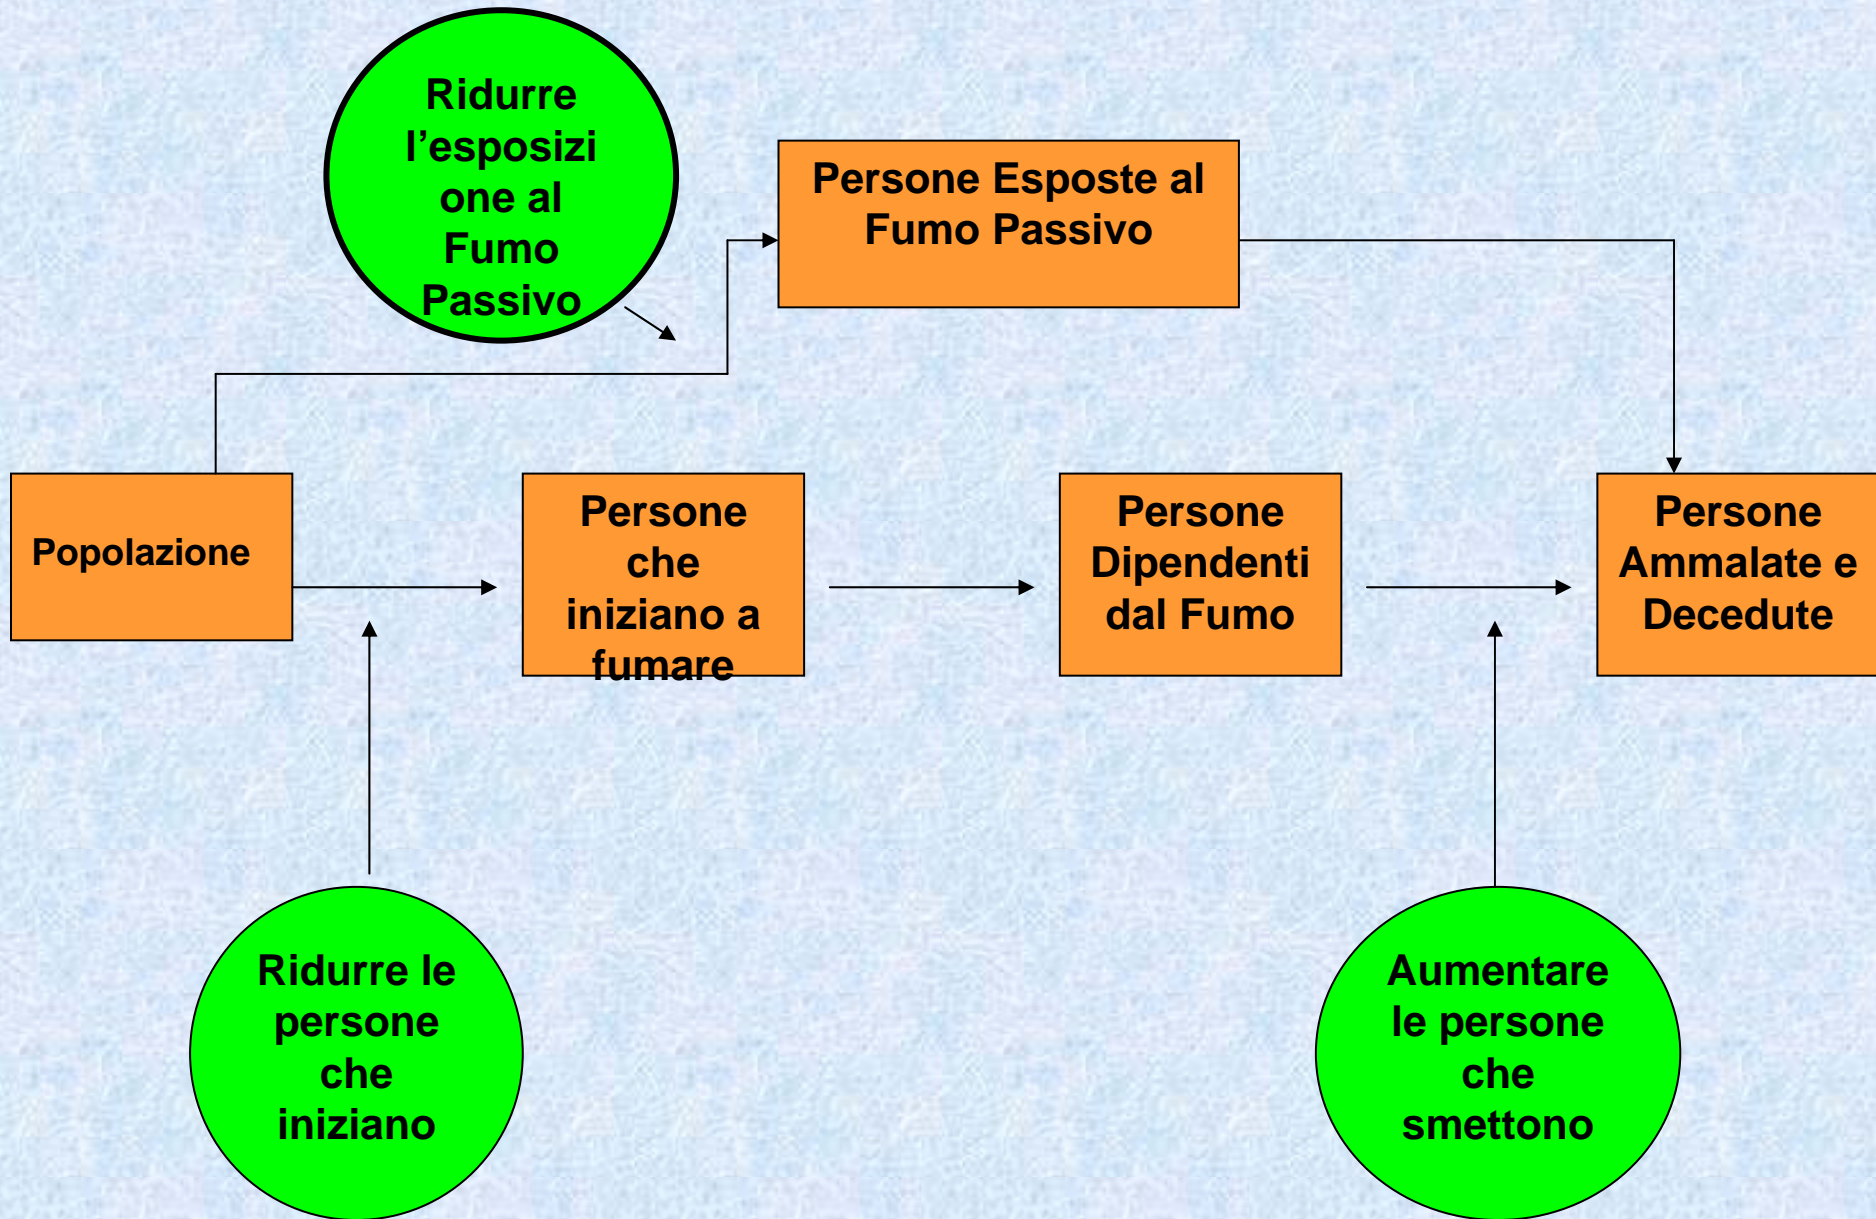 Ridurre
l’esposizi
one al
Fumo
Passivo
Persone Esposte al
Fumo Passivo
Popolazione
Persone
che
iniziano a
fumare
Persone
Dipendenti
dal Fumo
Persone
Ammalate e
Decedute
Ridurre le
persone
che
iniziano
Aumentare
le persone
che
smettono